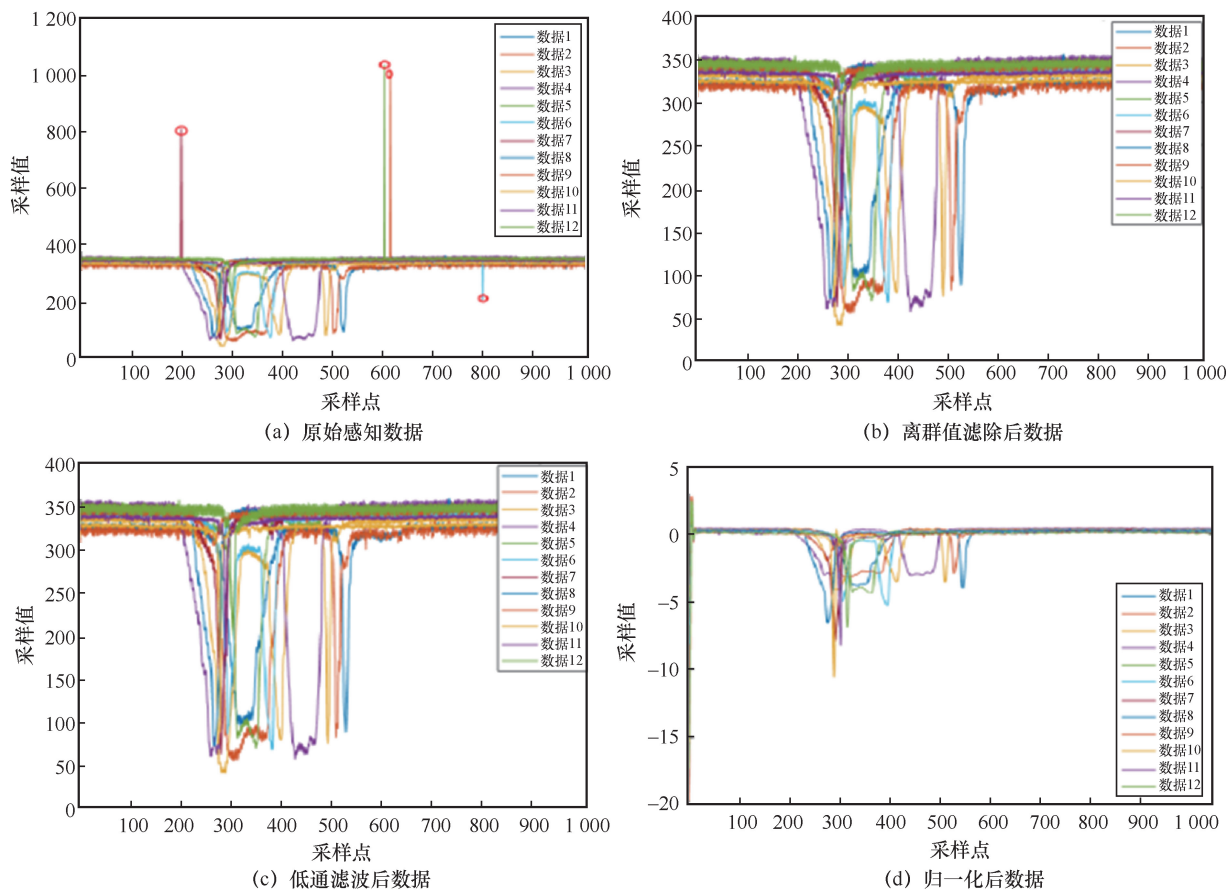 1 200
1 000
800
600
400
200
0
采样值
100 200 300 400 500 600 700 800 900 1 000
采样点
数据1
数据2
数据3
数据4
数据5
数据6
数据7
数据8
数据9
数据10
数据11
数据12
(a) 原始感知数据
400
350
300
250
200
150
100
50
0
采样值
100 200 300 400 500 600 700 800 900 1 000
采样点
数据1
数据2
数据3
数据4
数据5
数据6
数据7
数据8
数据9
数据10
数据11
数据12
(b) 离群值滤除后数据
400
350
300
250
200
150
100
50
0
采样值
100 200 300 400 500 600 700 800 900 1 000
采样点
数据1
数据2
数据3
数据4
数据5
数据6
数据7
数据8
数据9
数据10
数据11
数据12
(c) 低通滤波后数据
5
0
−5
−10
−15
−20
采样值
100 200 300 400 500 600 700 800 900 1 000
采样点
数据1
数据2
数据3
数据4
数据5
数据6
数据7
数据8
数据9
数据10
数据11
数据12
(d) 归一化后数据